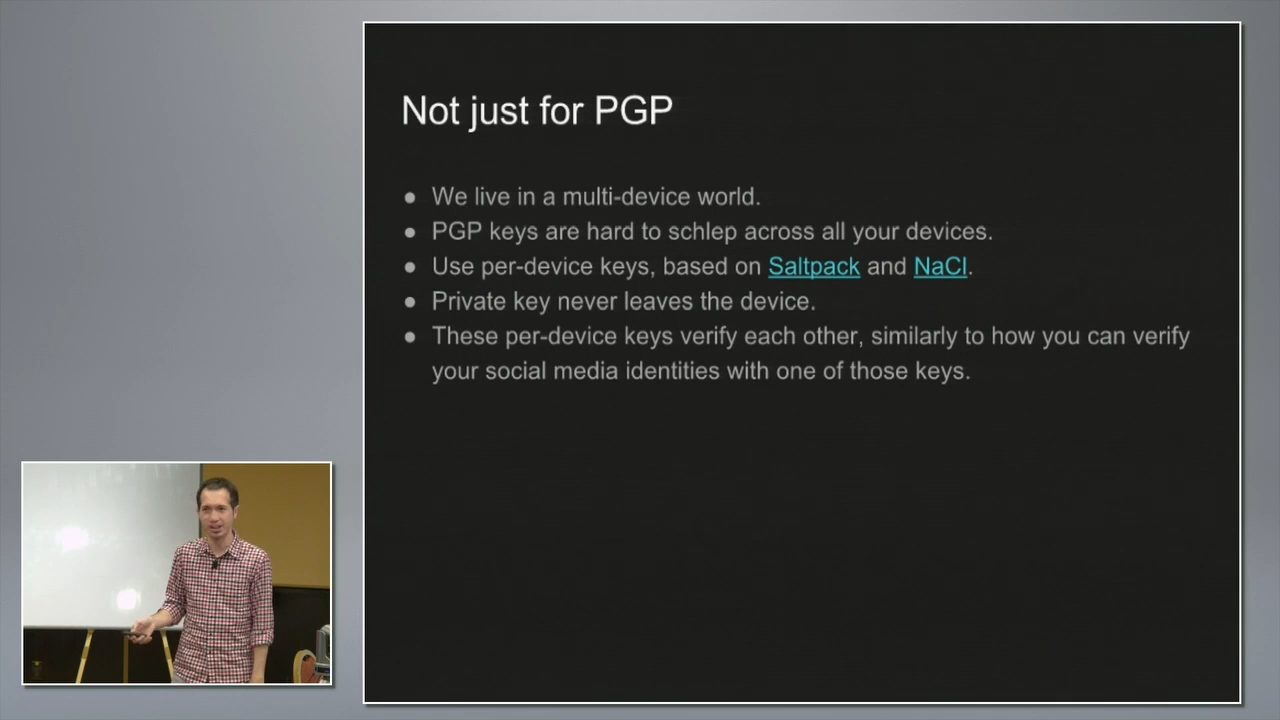 Not just for PGP
● We live in a multi-device world.
● PGP keys are hard to schlep across all your devices.
● Use per-device keys, based on Saltpack and NaCl.
● Private key never leaves the device.
● These per-device keys verify each other, similarly to how you can verify
your social media identities with one of those keys.